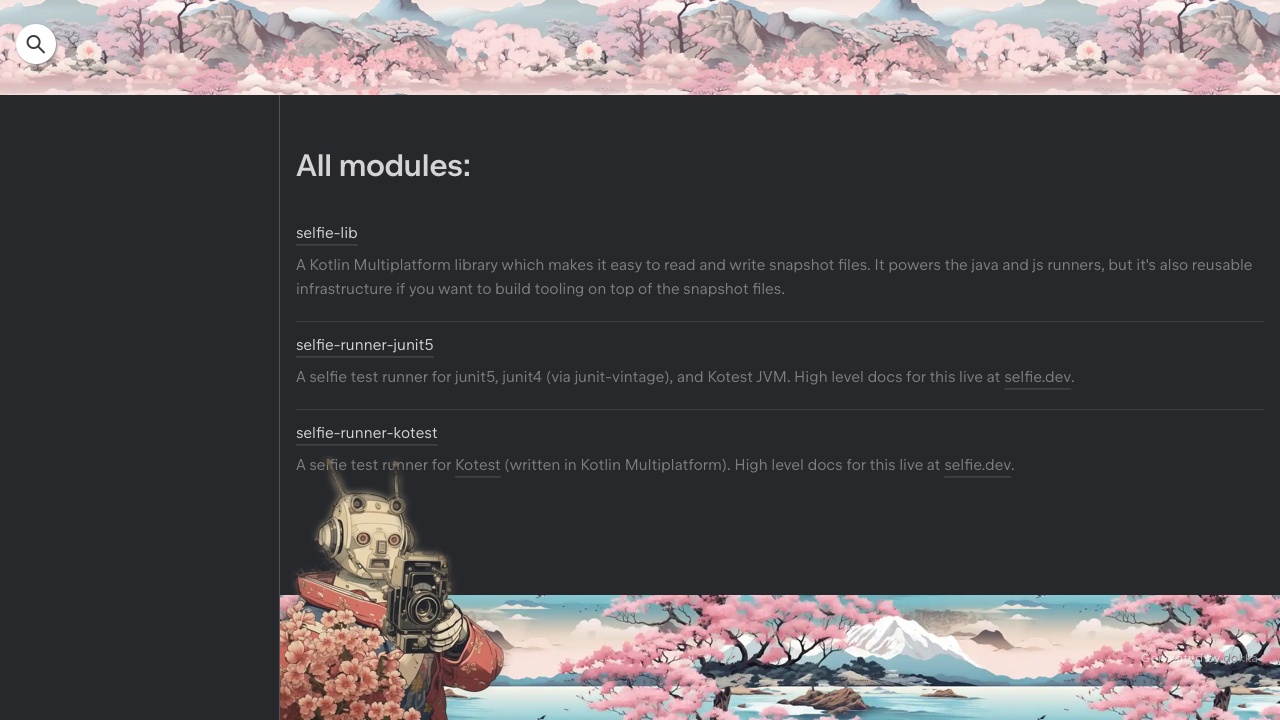 All modules:
selfie-lib
A Kotlin Multiplatform library which makes it easy to read and write snapshot files. It powers the java and js runners, but it's also reusable
infrastructure if you want to build tooling on top of the snapshot files.
selfie-runner-junit5
A selfie test runner for junit5, junit4 (via junit-vintage), and Kotest JVM. High level docs for this live at selfie.dev.
selfie-runner-kotest
A selfie test runner for Kotest (written in Kotlin Multiplatform). High level docs for this live at selfie.dev.